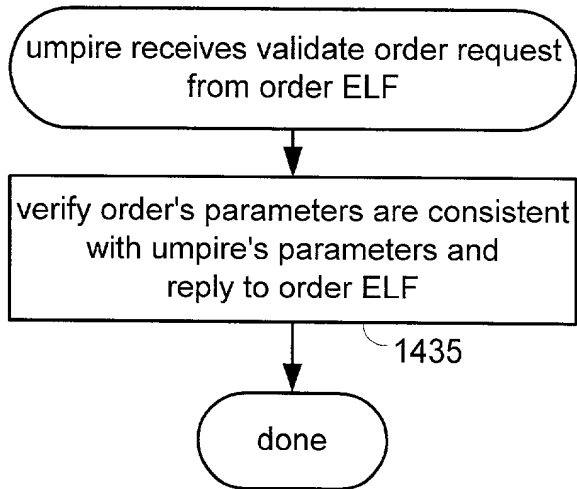 umpire receives validate order request
from order ELF
verify order's parameters are consistent
with umpire's parameters and
reply to order ELF
1435
done